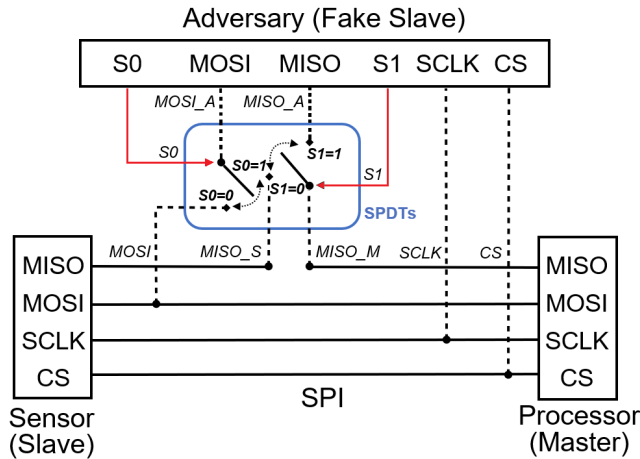 Adversary (Fake Slave)
S0 MOSI MISO S1 SCLK CS
MOSI_A MISO_A
S0 S0=1 S1=1
S0=0 S1=0 S1
SPDTs
MOSI MISO_S MISO_M SCLK CS
MISO MISO
MOSI MOSI
SCLK SCLK
CS CS
SPI
Sensor Processor
(Slave) (Master)